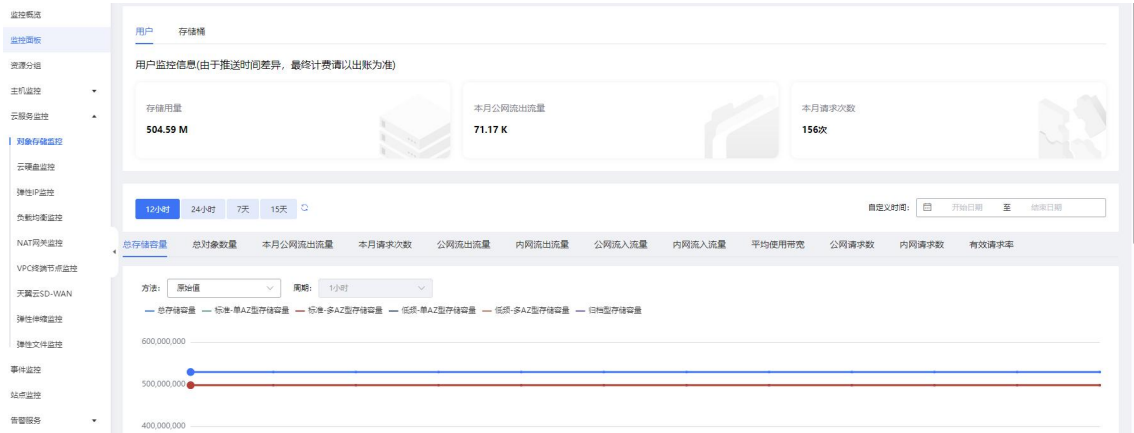 监控概览
监控面板
资源分组
主机监控
云服务监控
对象存储监控
云硬盘监控
弹性IP监控
负载均衡监控
NAT网关监控
VPC终端节点监控
天翼云SD-WAN
弹性伸缩监控
弹性文件监控
事件监控
站点监控
告警服务
用户 存储桶
用户监控信息(由于推送时间差异，最终计费请以出账为准)
存储用量
504.59 M
本月公网流出流量
71.17 K
本月请求次数
156次
12小时 24小时 7天 15天
自定义时间: 开始日期 至 结束日期
总存储容量 总对象数量 本月公网流出流量 本月请求次数 公网流出流量 内网流出流量 公网流入流量 内网流入流量 平均使用带宽 公网请求数 内网请求数 有效请求率
方法: 原始值 周期: 1小时
总存储容量 标准-单AZ型存储容量 标准-多AZ型存储容量 低频-单AZ型存储容量 低频-多AZ型存储容量 归档型存储容量
600,000,000
500,000,000
400,000,000